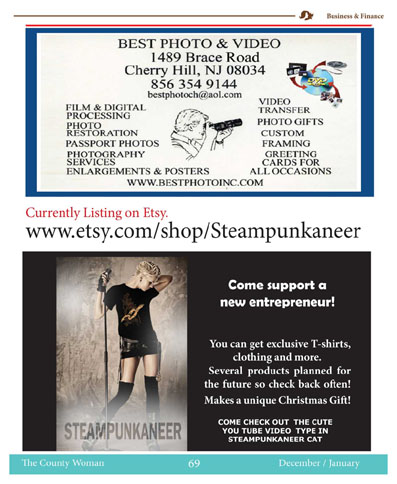 Business & Finance
BEST PHOTO & VIDEO
1489 Brace Road
Cherry Hill, NJ 08034
856 354 9144
bestphotoch@aol.com
FILM & DIGITAL
PROCESSING
PHOTO
RESTORATION
PASSPORT PHOTOS
PHOTOGRAPHY
SERVICES
ENLARGEMENTS & POSTERS
VIDEO
TRANSFER
PHOTO GIFTS
CUSTOM
FRAMING
GREETING
CARDS FOR
ALL OCCASIONS
WWW.BESTPHOTOINC.COM
Currently Listing on Etsy.
www.etsy.com/shop/Steampunkaneer
Come support a
new entrepreneur!
You can get exclusive T-shirts,
clothing and more.
Several products planned for
the future so check back often!
Makes a unique Christmas Gift!
COME CHECK OUT THE CUTE
YOU TUBE VIDEO TYPE IN
STEAMPUNKANEER CAT
STEAMPUNKANEER
The County Woman
69
December / January